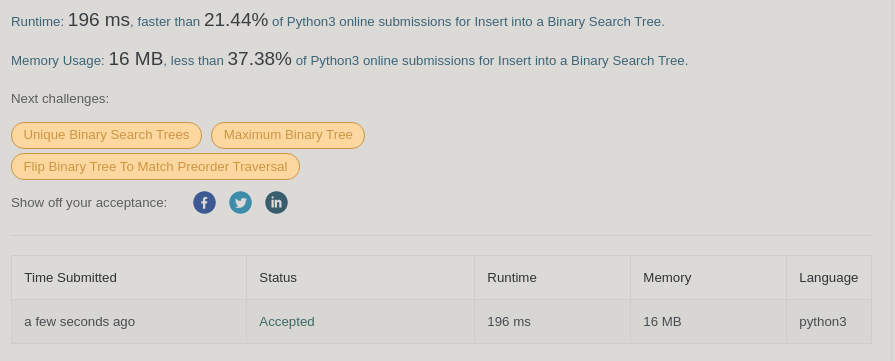 Runtime: 196 ms, faster than 21.44% of Python3 online submissions for Insert into a Binary Search Tree.
Memory Usage: 16 MB, less than 37.38% of Python3 online submissions for Insert into a Binary Search Tree.
Next challenges:
Unique Binary Search Trees Maximum Binary Tree
Flip Binary Tree To Match Preorder Traversal
Show off your acceptance:
Time Submitted Status Runtime Memory Language
a few seconds ago Accepted 196 ms 16 MB python3